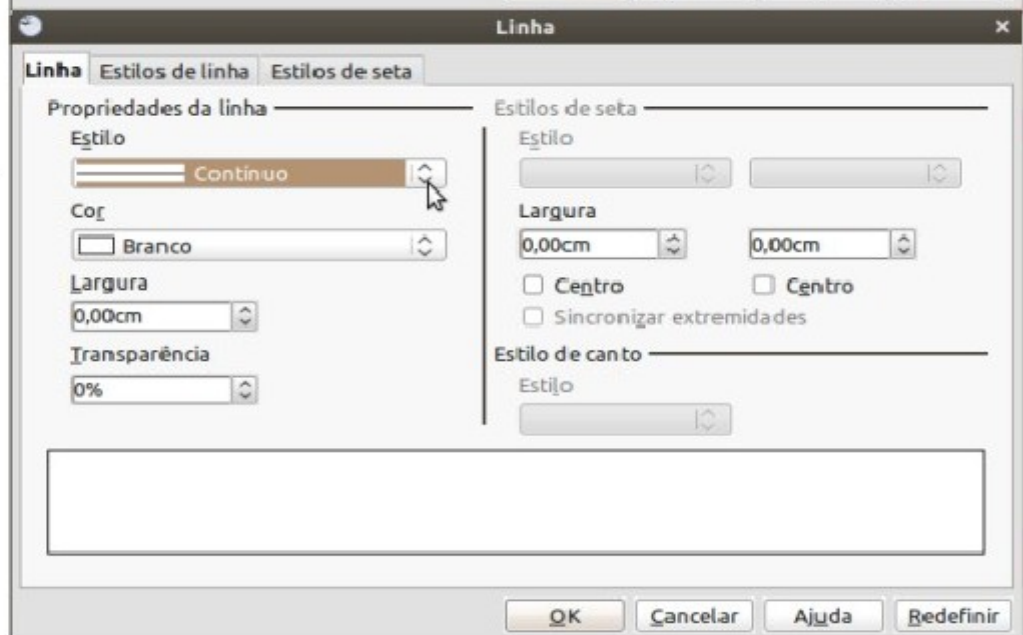 Linha
Linha Estilos de linha Estilos de seta
Propriedades da linha
Estilo
Contínuo
Cor
Branco
Largura
0,00cm
Transparência
0%
Estilos de seta
Estilo
Largura
0,00cm 0,00cm
Centro Centro
Sincronizar extremidades
Estilo de canto
Estilo
OK Cancelar Ajuda Redefinir